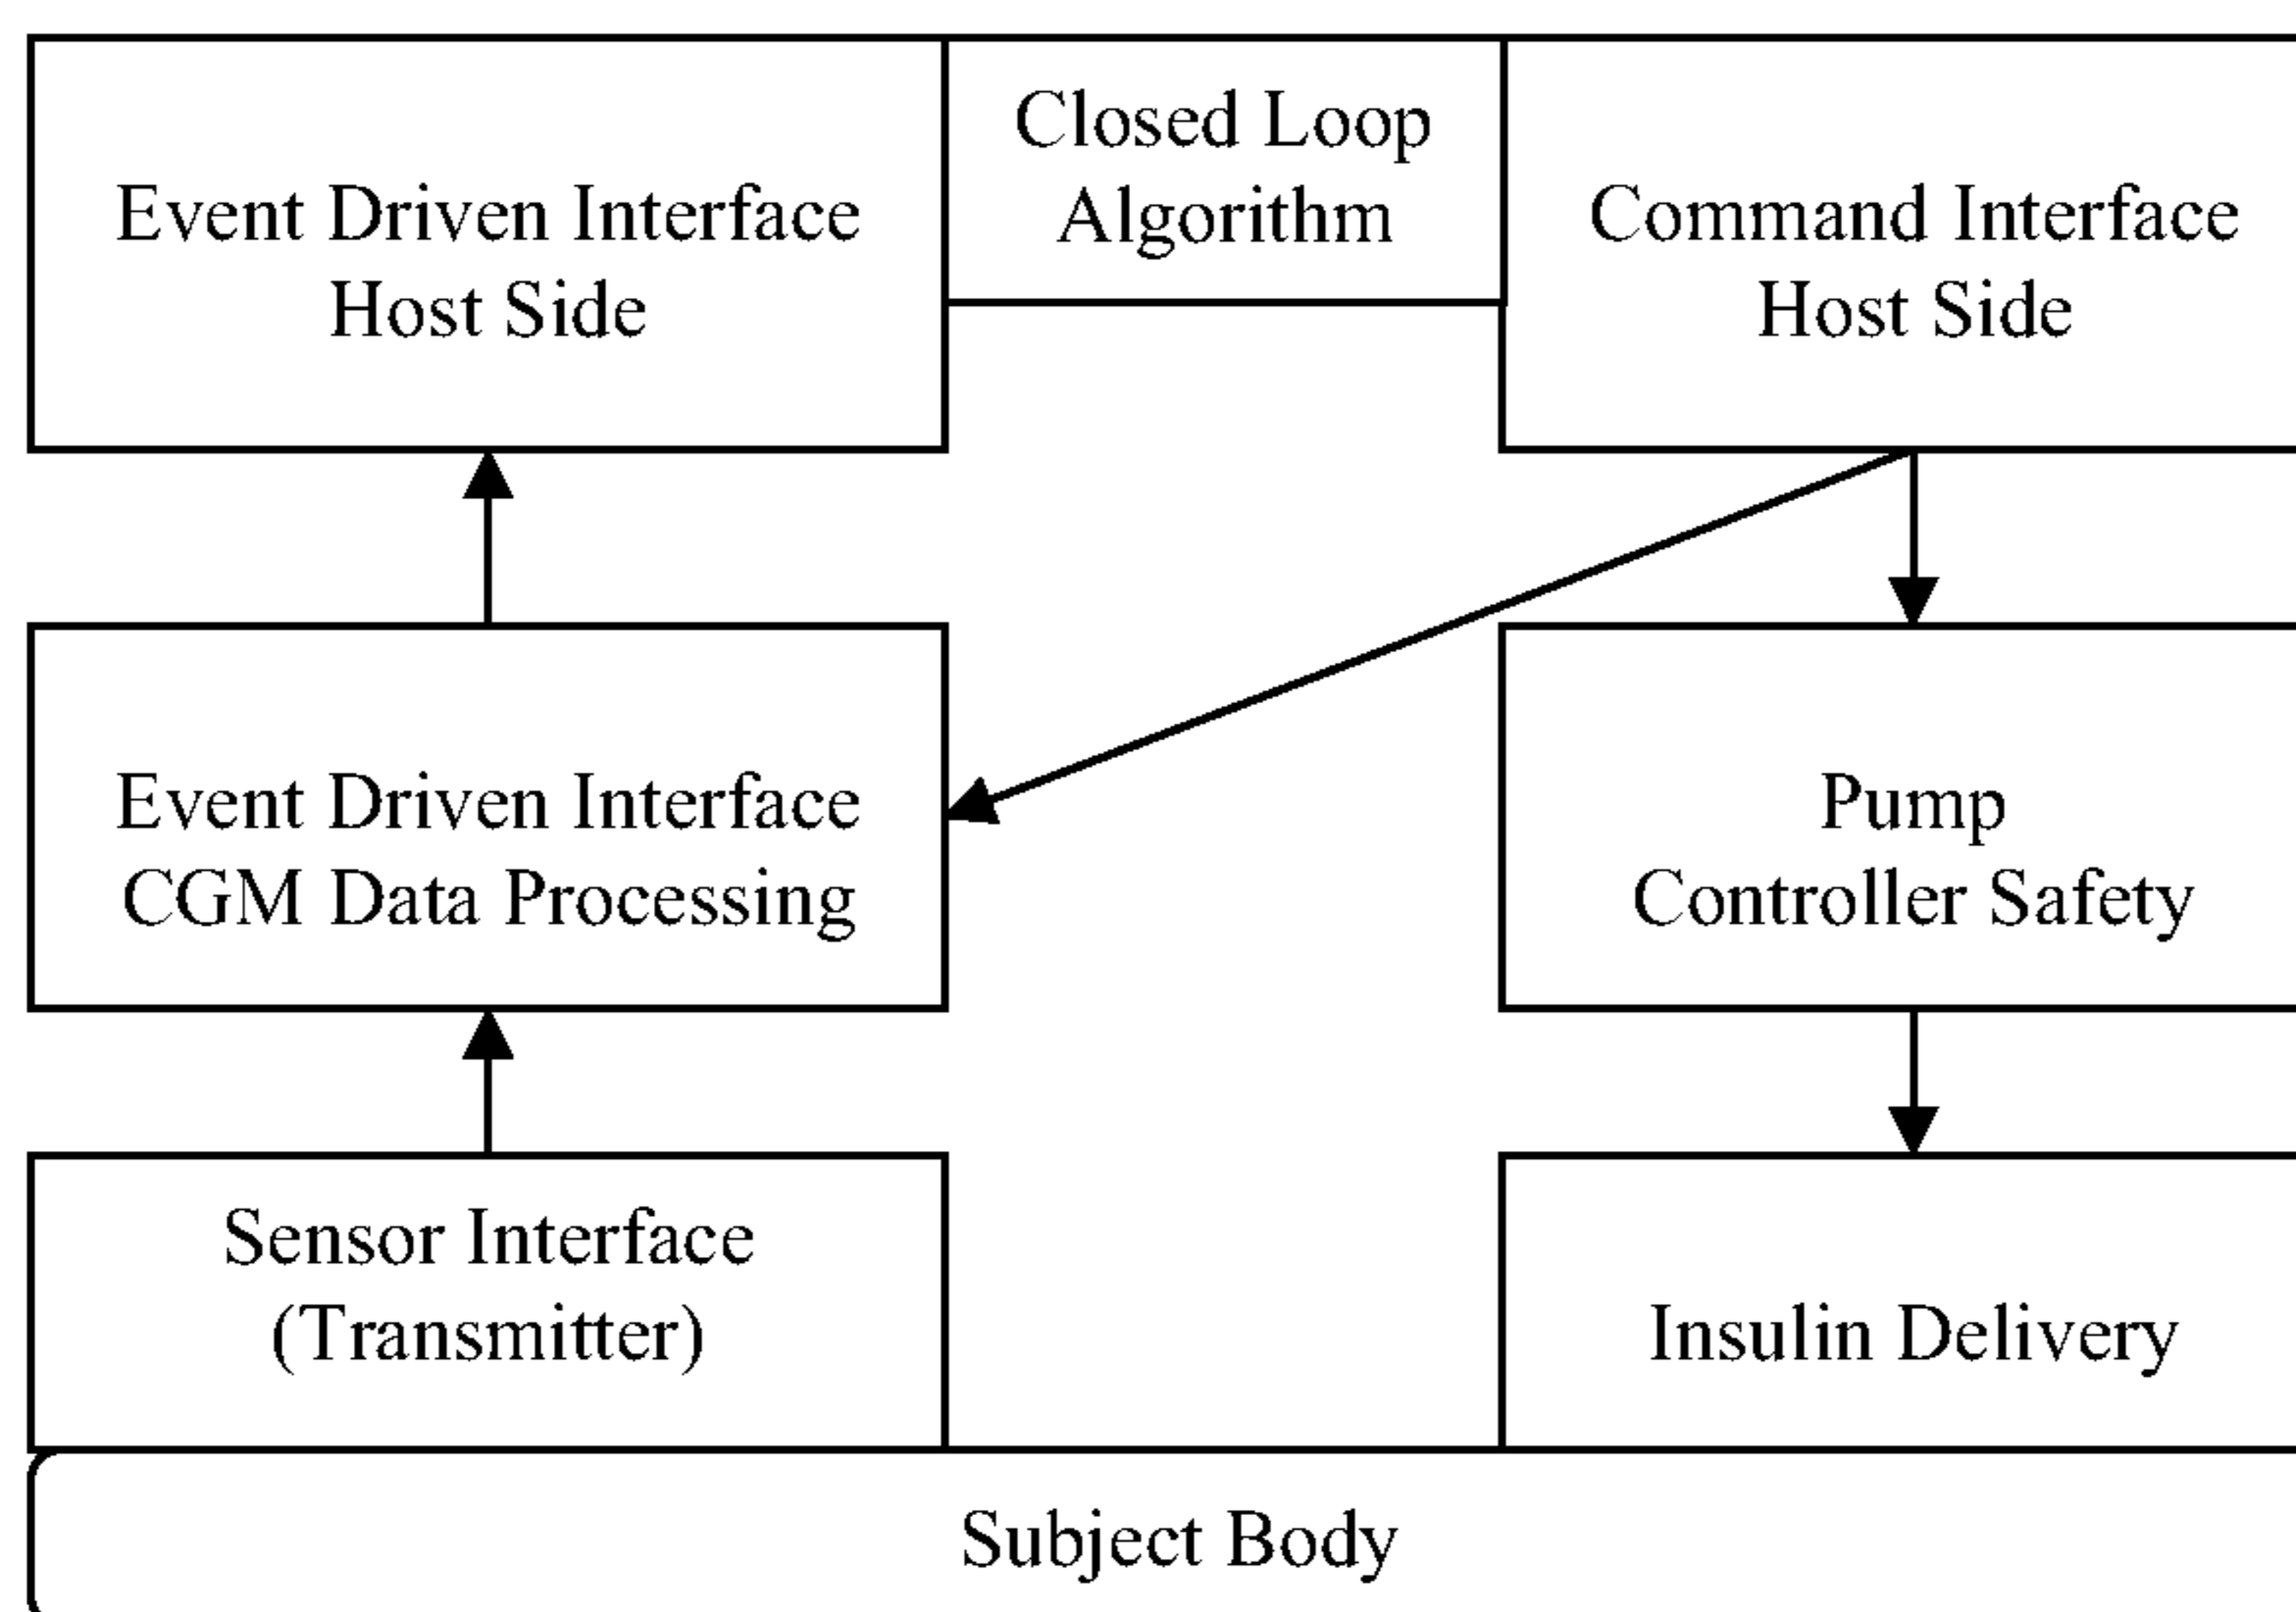 Event Driven Interface
Host Side
Closed Loop
Algorithm
Command Interface
Host Side
Event Driven Interface
CGM Data Processing
Pump
Controller Safety
Sensor Interface
(Transmitter)
Insulin Delivery
Subject Body